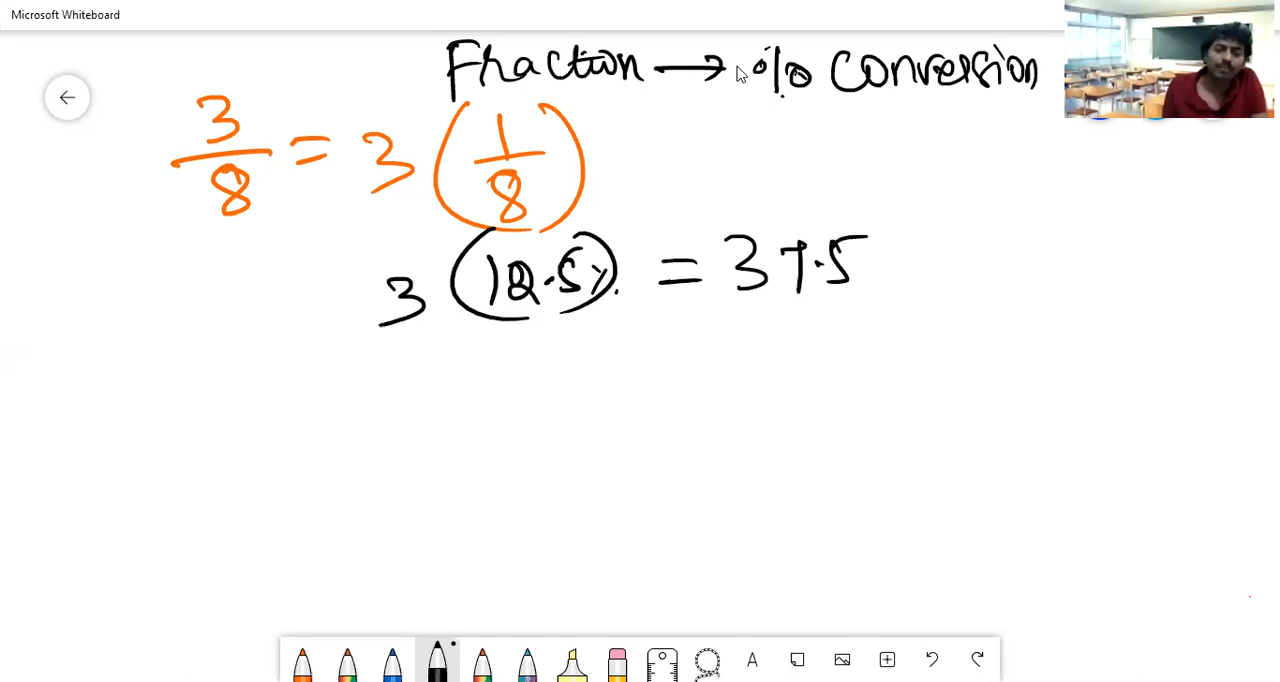 Microsoft Whiteboard
Fraction → % Conversion
3/8 = 3 (1/8)
3 (12.5%) = 37.5
A